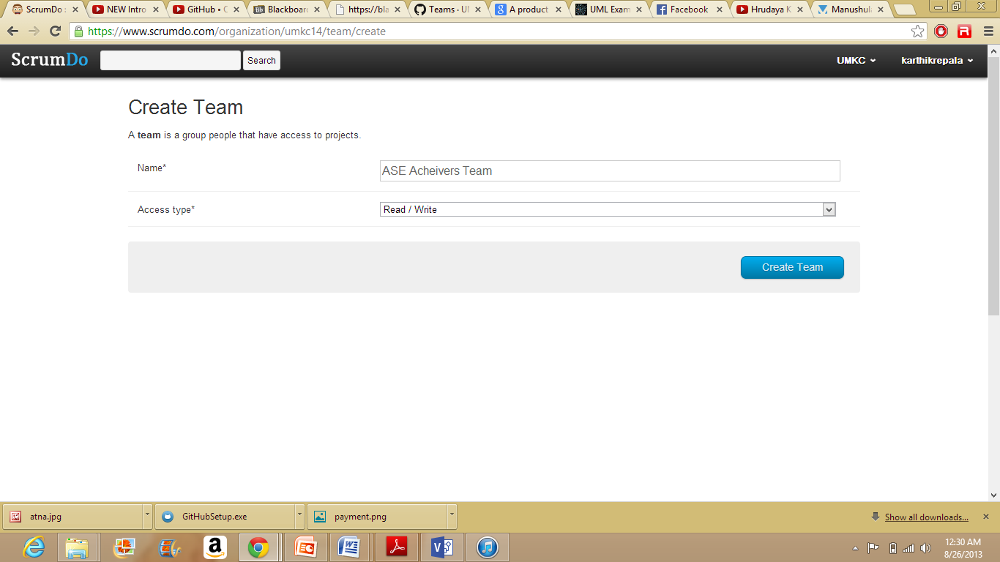 ScrumDo s
NEW Intro
GitHub • C
Blackboard
https://bla
Teams · U
A product
UML Exam
Facebook
Hrudaya K
Manushul
https://www.scrumdo.com/organization/umkc14/team/create
ScrumDo
Search
UMKC
karthikrepala
Create Team
A team is a group people that have access to projects.
Name*
ASE Acheivers Team
Access type*
Read / Write
Create Team
atna.jpg
GitHubSetup.exe
payment.png
Show all downloads...
12:30 AM
8/26/2013